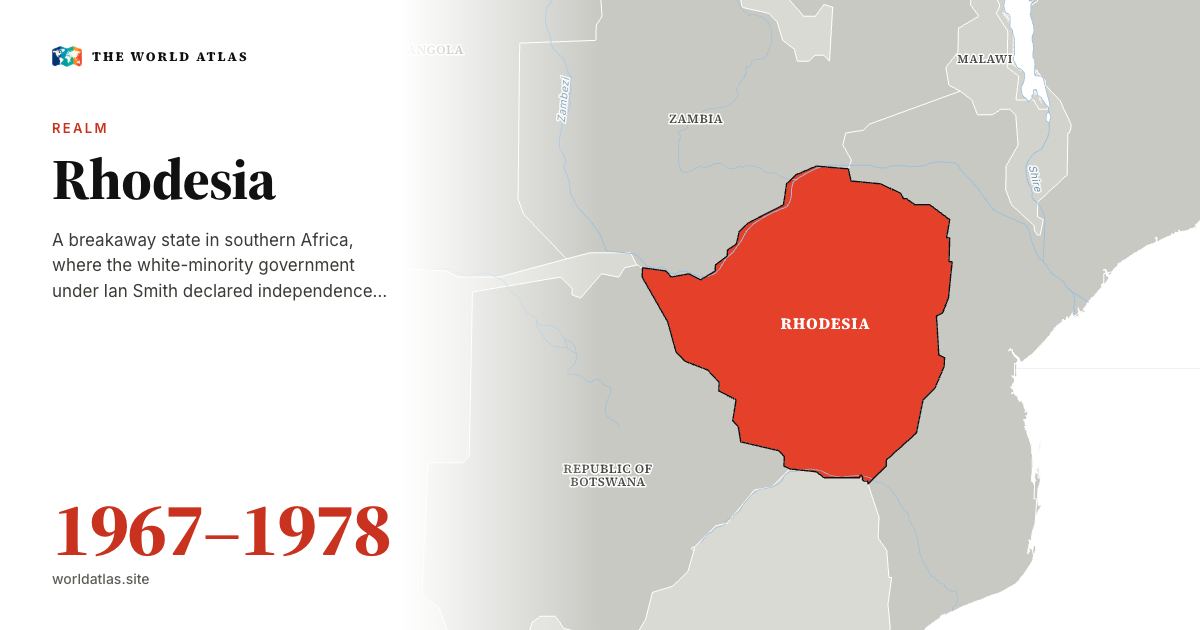 THE WORLD ATLAS
REALM
Rhodesia
A breakaway state in southern Africa,
where the white-minority government
under Ian Smith declared independence...
1967–1978
worldatlas.site
ANGOLA
Zambezi
ZAMBIA
MALAWI
Shire
RHODESIA
REPUBLIC OF
BOTSWANA